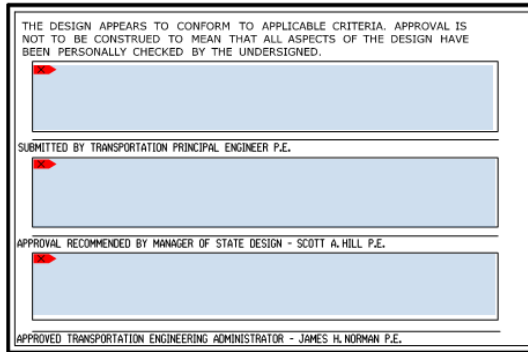 THE DESIGN APPEARS TO CONFORM TO APPLICABLE CRITERIA. APPROVAL IS
NOT TO BE CONSTRUED TO MEAN THAT ALL ASPECTS OF THE DESIGN HAVE
BEEN PERSONALLY CHECKED BY THE UNDERSIGNED.
SUBMITTED BY TRANSPORTATION PRINCIPAL ENGINEER P.E.
APPROVAL RECOMMENDED BY MANAGER OF STATE DESIGN - SCOTT A. HILL P.E.
APPROVED TRANSPORTATION ENGINEERING ADMINISTRATOR - JAMES H. NORMAN P.E.